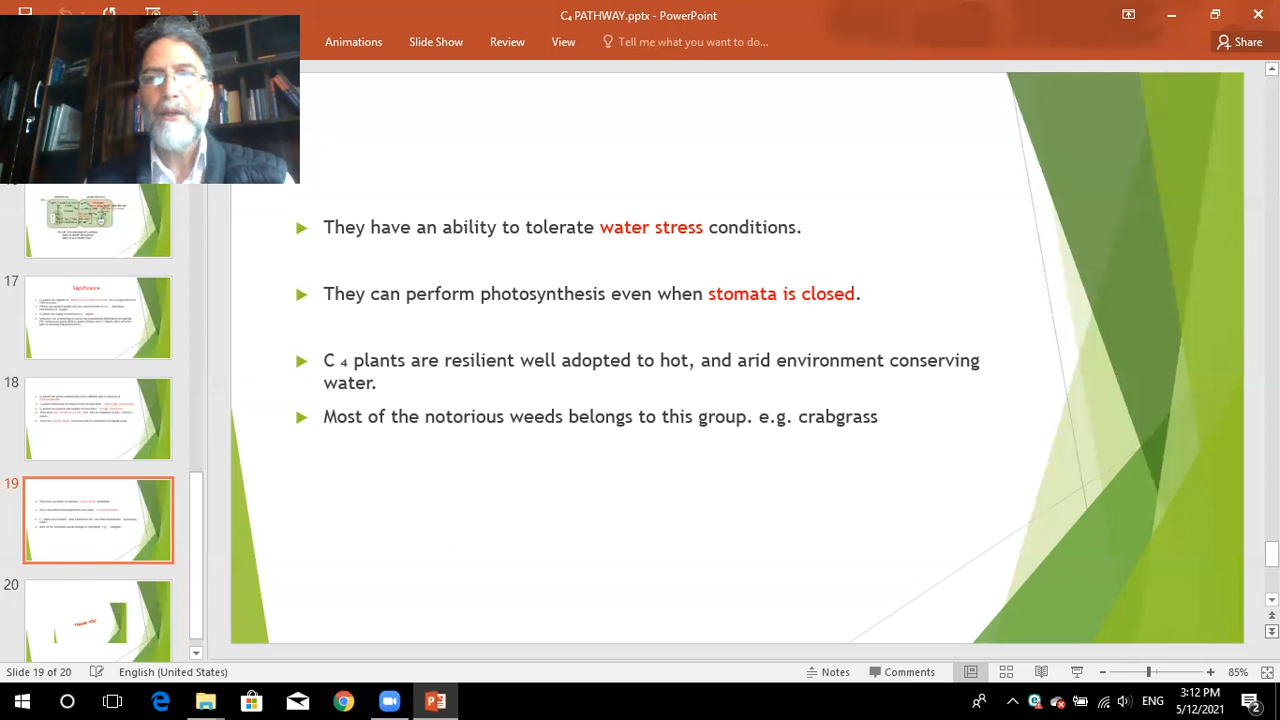 C₄ PATHWAY.pptx - PowerPoint
Animations Slide Show Review View Tell me what you want to do... Share
They have an ability to tolerate water stress conditions.
They can perform photosynthesis even when stomata is closed.
C ₄ plants are resilient well adopted to hot, and arid environment conserving
water.
Most of the notorious weeds belongs to this group. e.g. crabgrass
17
Significance
18
19
20
THANK YOU
Slide 19 of 20 English (United States) Notes Comments 85%
ENG
3:12 PM
5/12/2021
2